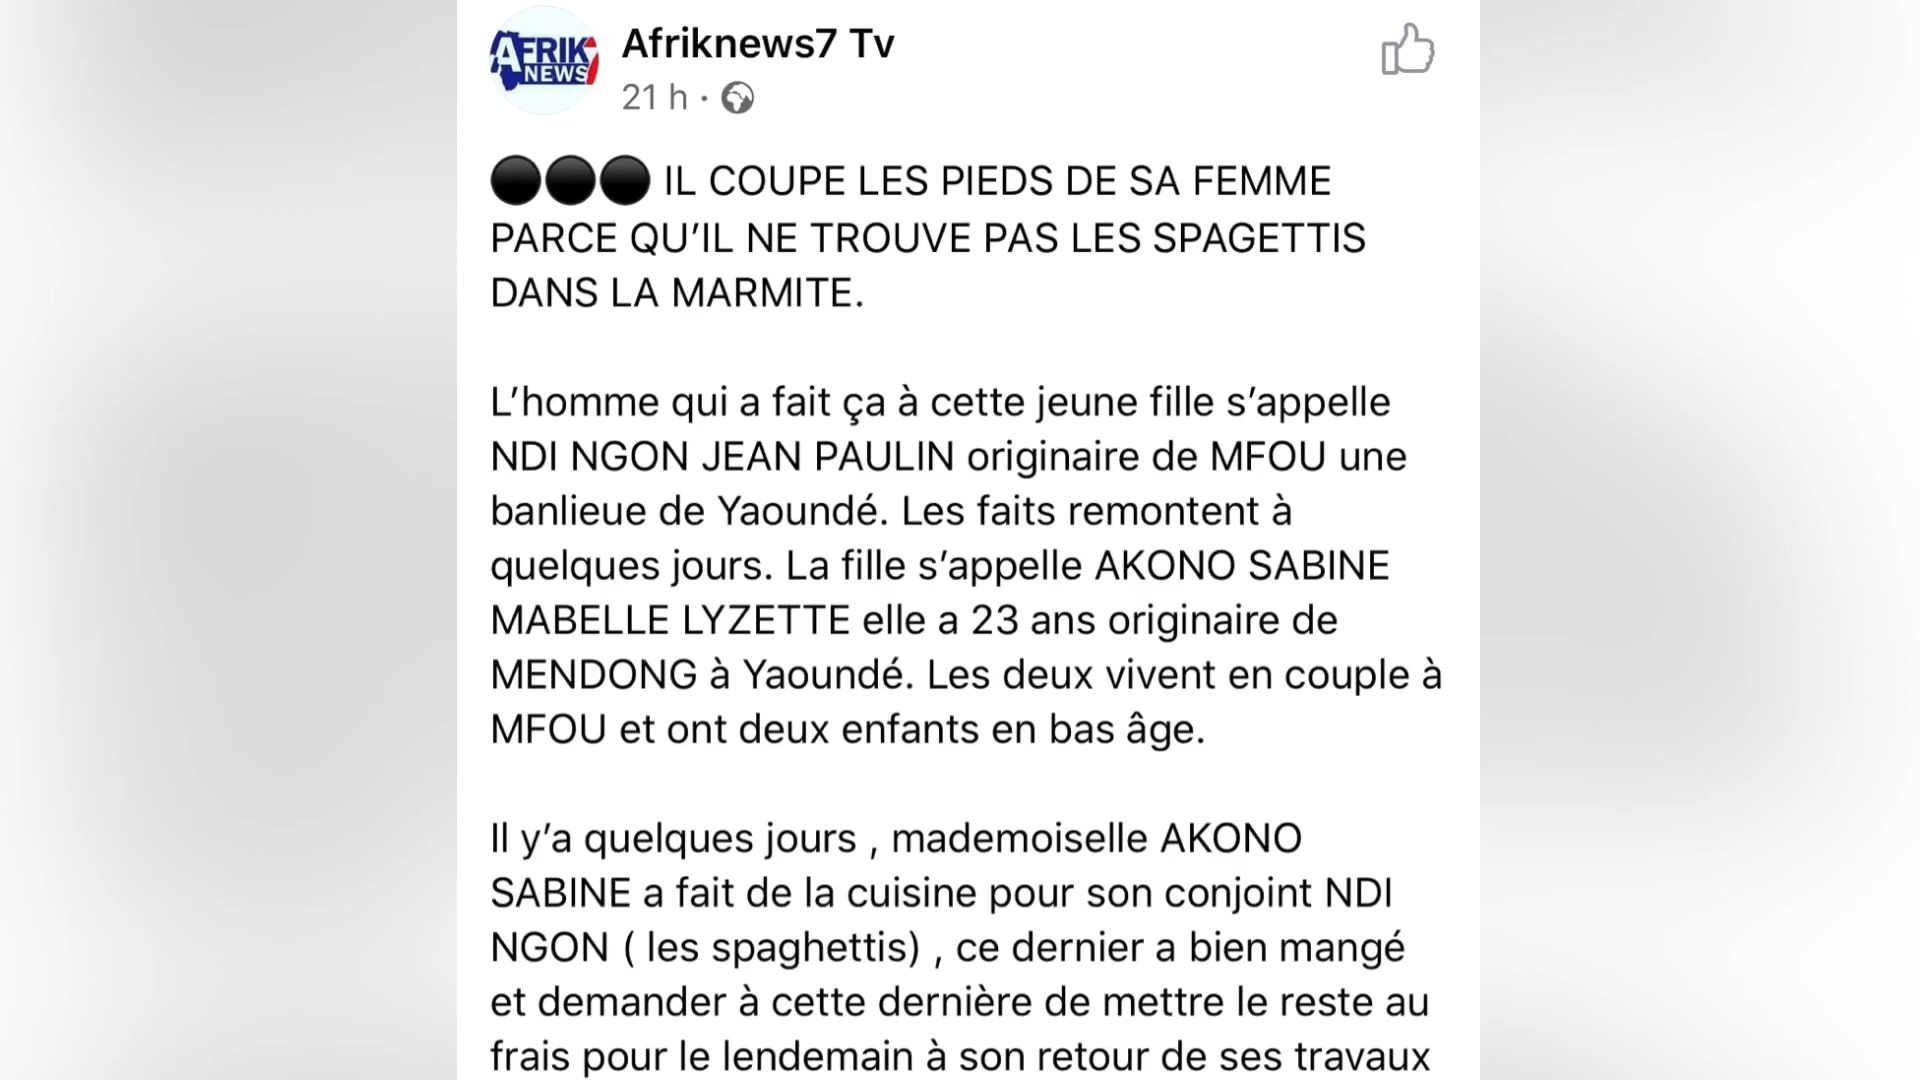 AFRIK
NEWS7
Afriknews7 Tv
21 h ·
IL COUPE LES PIEDS DE SA FEMME
PARCE QU’IL NE TROUVE PAS LES SPAGETTIS
DANS LA MARMITE.
L’homme qui a fait ça à cette jeune fille s’appelle
NDI NGON JEAN PAULIN originaire de MFOU une
banlieue de Yaoundé. Les faits remontent à
quelques jours. La fille s’appelle AKONO SABINE
MABELLE LYZETTE elle a 23 ans originaire de
MENDONG à Yaoundé. Les deux vivent en couple à
MFOU et ont deux enfants en bas âge.
Il y’a quelques jours , mademoiselle AKONO
SABINE a fait de la cuisine pour son conjoint NDI
NGON ( les spaghettis) , ce dernier a bien mangé
et demander à cette dernière de mettre le reste au
frais pour le lendemain à son retour de ses travaux